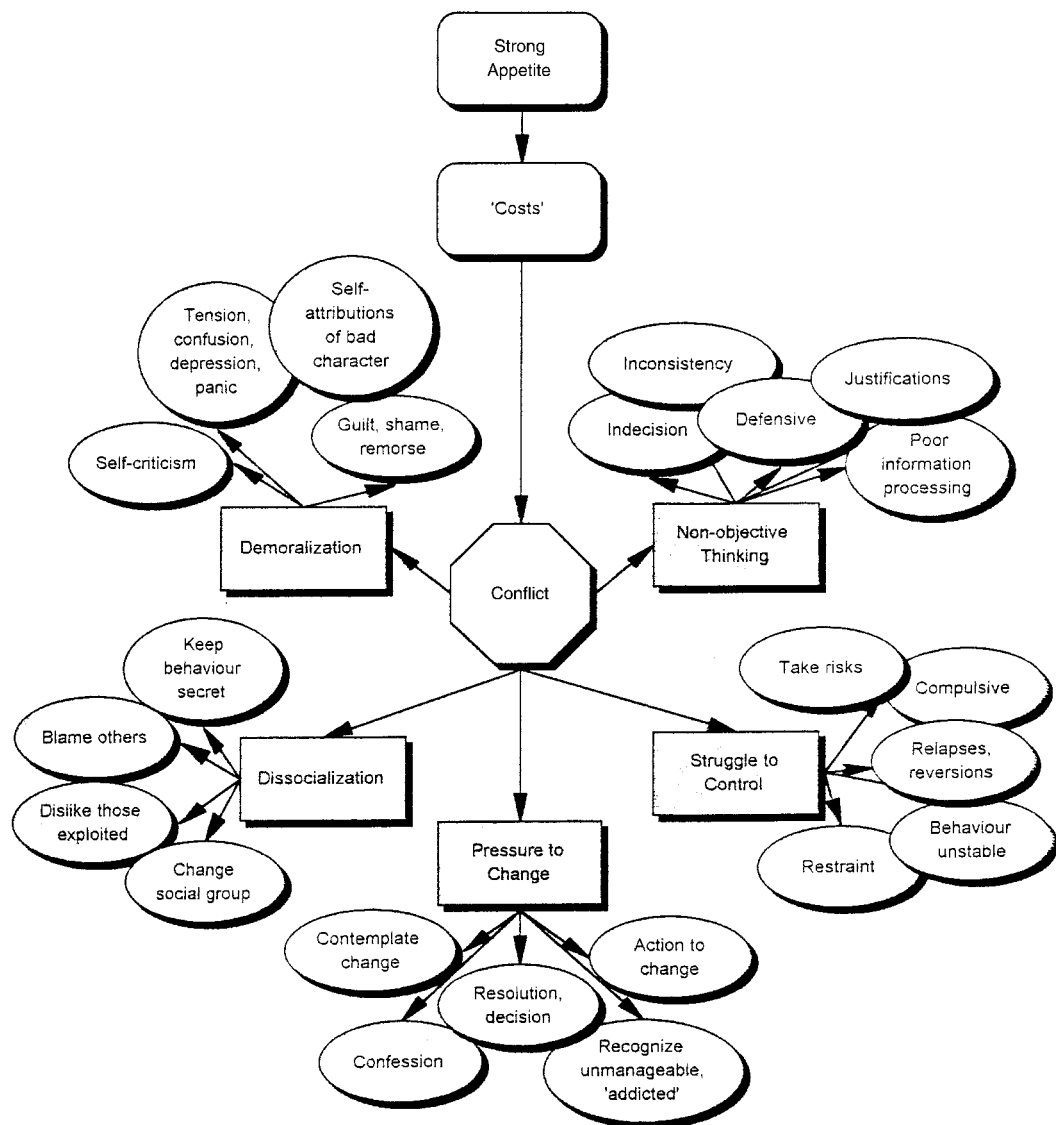 Strong
Appetite
'Costs'
Self-
attributions
of bad
character
Tension,
confusion,
depression,
panic
Guilt, shame,
remorse
Self-criticism
Demoralization
Inconsistency
Justifications
Defensive
Indecision
Poor
information
processing
Non-objective
Thinking
Conflict
Keep
behaviour
secret
Blame others
Dislike those
exploited
Change
social group
Dissocialization
Take risks
Compulsive
Relapses,
reversions
Behaviour
unstable
Restraint
Struggle to
Control
Pressure to
Change
Contemplate
change
Action to
change
Resolution,
decision
Confession
Recognize
unmanageable,
'addicted'